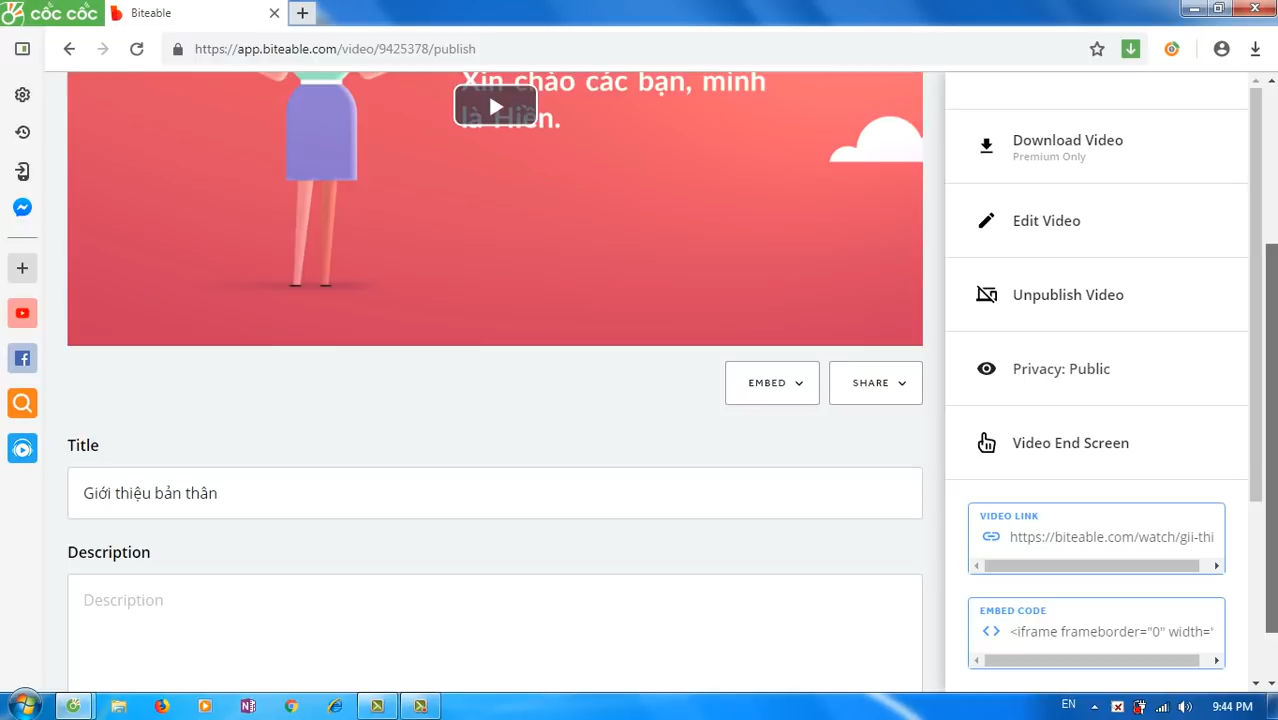 cốc cốc
Biteable
https://app.biteable.com/video/9425378/publish
Xin chào các bạn, mình
là Hiền.
Download Video
Premium Only
Edit Video
Unpublish Video
Privacy: Public
Video End Screen
EMBED
SHARE
Title
Giới thiệu bản thân
Description
Description
VIDEO LINK
https://biteable.com/watch/gii-thi
EMBED CODE
<iframe frameborder="0" width='
EN
9:44 PM